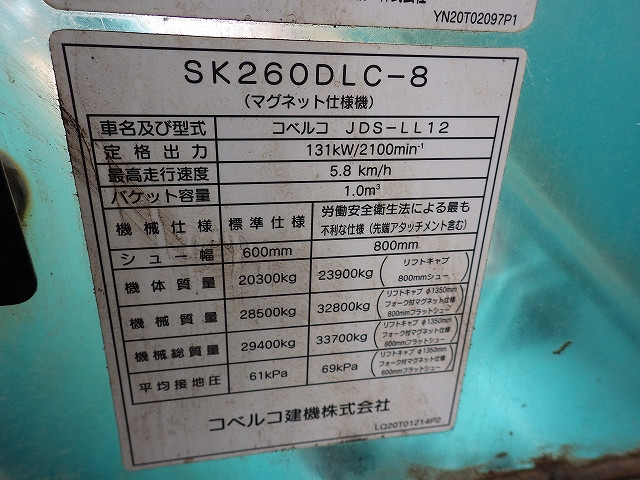 YN20T02097P1
SK260DLC-8
(マグネット仕様機)
車名及び型式 コベルコ JDS-LL12
定格出力 131kW/2100min⁻¹
最高走行速度 5.8 km/h
バケット容量 1.0m³
機械仕様 標準仕様 労働安全衛生法による最も
不利な仕様(先端アタッチメント含む)
シュー幅 600mm 800mm
機体質量 20300kg 23900kg (リフトキャブ
800mmシュー)
機械質量 28500kg 32800kg (リフトキャブ φ1350mm
フォーク付マグネット仕様
800mmフラットシュー)
機械総質量 29400kg 33700kg (リフトキャブ φ1350mm
フォーク付マグネット仕様
800mmフラットシュー)
平均接地圧 61kPa 69kPa (リフトキャブ φ1350mm
フォーク付マグネット仕様
600mmフラットシュー)
コベルコ建機株式会社
LQ20T01214P2